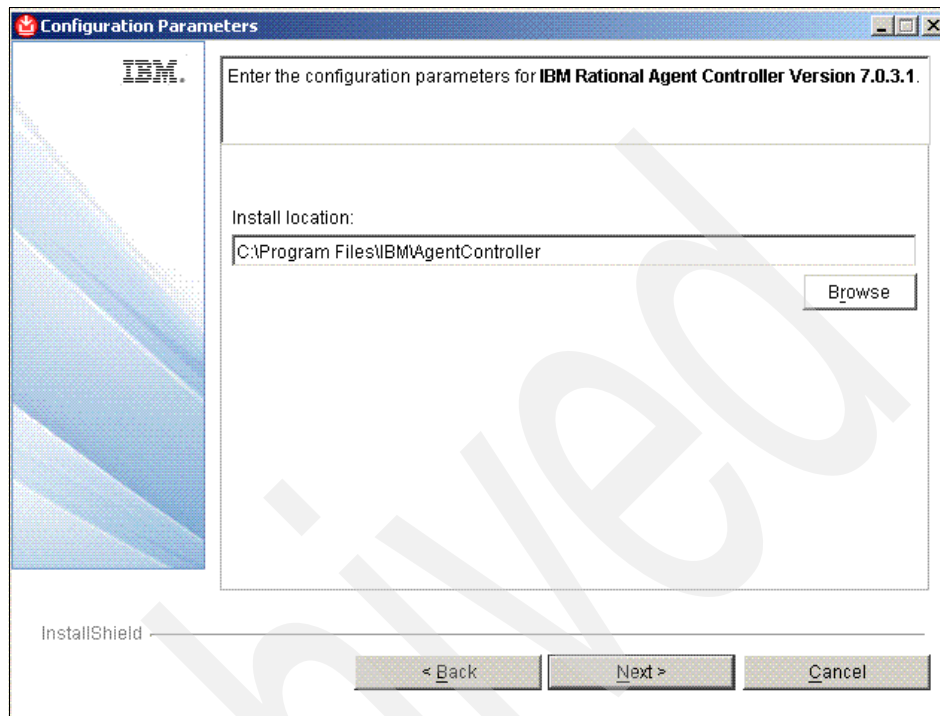 Configuration Parameters
IBM.
Enter the configuration parameters for IBM Rational Agent Controller Version 7.0.3.1.
Install location:
C:\Program Files\IBM\AgentController
Browse
hived
InstallShield
< Back
Next >
Cancel